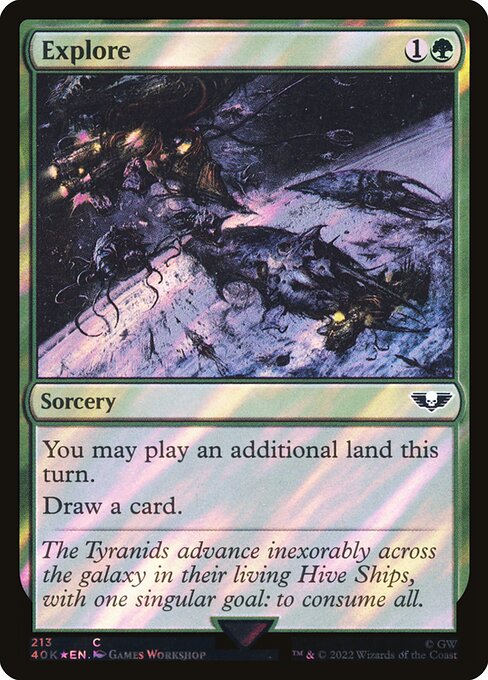 Explore 1
Sorcery
You may play an additional land this
turn.
Draw a card.
The Tyranids advance inexorably across
the galaxy in their living Hive Ships,
with one singular goal: to consume all.
213 C © GW
40K★EN. Games Workshop ™ & © 2022 Wizards of the Coast